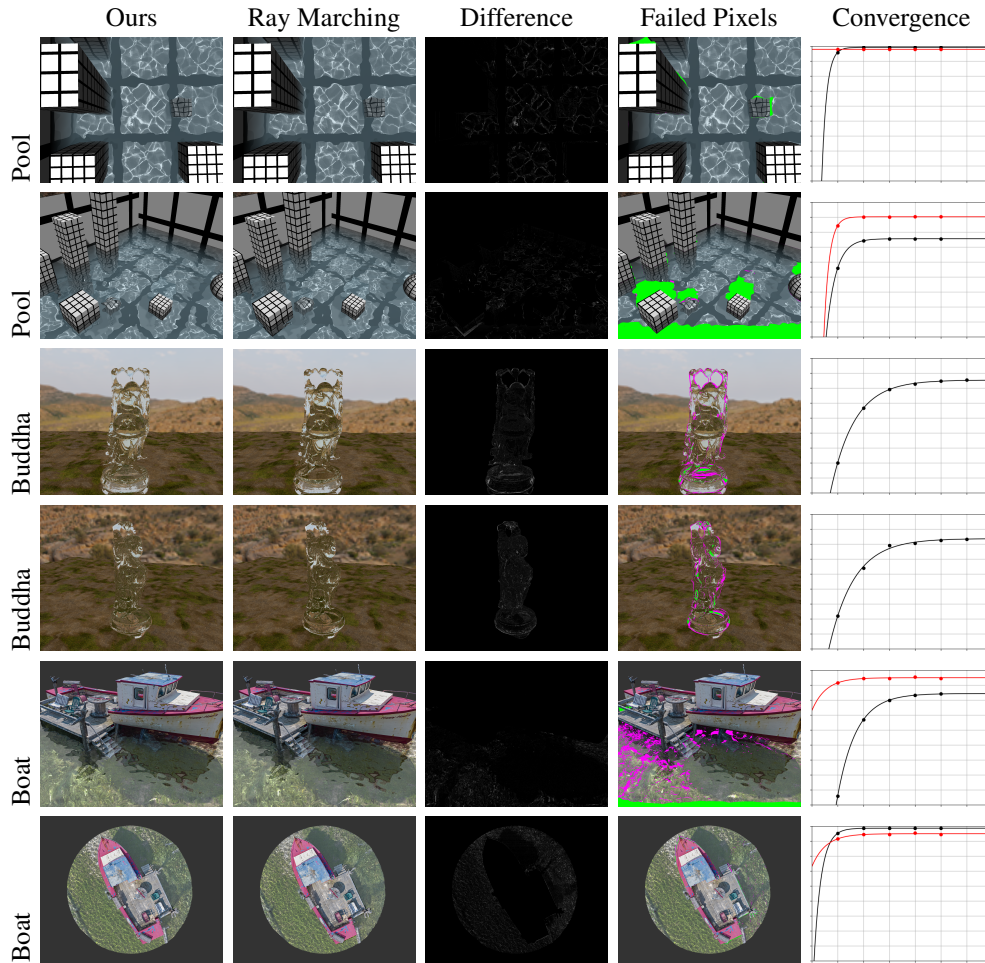 Ours Ray Marching Difference Failed Pixels Convergence
Pool
Pool
Buddha
Buddha
Boat
Boat